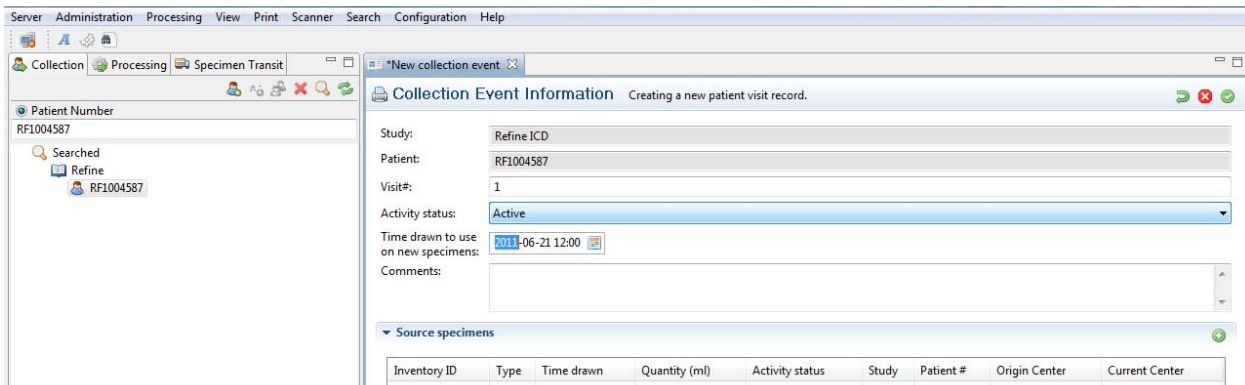 Server Administration Processing View Print Scanner Search Configuration Help
A
Collection Processing Specimen Transit
Patient Number
RF1004587
Searched
Refine
RF1004587
*New collection event
Collection Event Information Creating a new patient visit record.
Study: Refine ICD
Patient: RF1004587
Visit#: 1
Activity status: Active
Time drawn to use
on new specimens: 2011-06-21 12:00
Comments:
Source specimens
Inventory ID Type Time drawn Quantity (ml) Activity status Study Patient # Origin Center Current Center